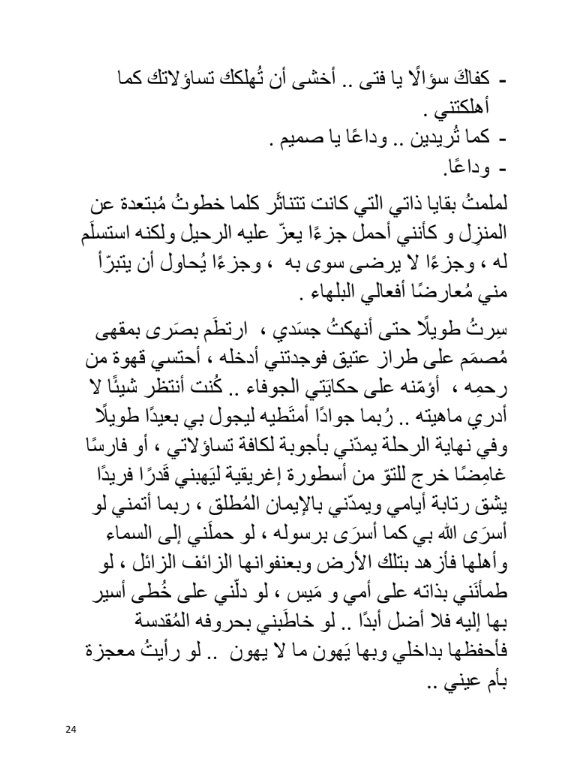 - كفاكَ سؤالًا يا فتى .. أخشى أن تُهلكك تساؤلاتك كما
أهلكتني .
- كما تُريدين .. وداعًا يا صميم .
- وداعًا.
لملمتُ بقايا ذاتي التي كانت تتناثَر كلما خطوتُ مُبتعدة عن
المنزِل و كأنني أحمل جزءًا يعزّ عليه الرحيل ولكنه استسلَم
له ، وجزءًا لا يرضى سوى به ، وجزءًا يُحاول أن يتبرّأ
مني مُعارضًا أفعالي البلهاء .
سِرتُ طويلًا حتى أنهكتُ جسَدي ، ارتطَم بصَرى بمقهى
مُصمَم على طراز عتيق فوجدتني أدخله ، أحتسي قهوة من
رحمِه ، أؤمّنه على حكايَتي الجوفاء .. كُنت أنتظر شيئًا لا
أدري ماهيته .. رُبما جوادًا أمتَطيه ليجول بي بعيدًا طويلًا
وفي نهاية الرحلة يمدّني بأجوبة لكافة تساؤلاتي ، أو فارسًا
غامِضًا خرج للتوّ من أسطورة إغريقية ليَهبني قَدرًا فريدًا
يشق رتابة أيامي ويمدّني بالإيمان المُطلق ، ربما أتمني لو
أسرَى الله بي كما أسرَى برسوله ، لو حملَني إلى السماء
وأهلها فأزهد بتلك الأرض وبعنفوانها الزائف الزائل ، لو
طمأنَني بذاته على أمي و مَيس ، لو دلّني على خُطى أسير
بها إليه فلا أضل أبدًا .. لو خاطَبني بحروفه المُقدسة
فأحفظها بداخلي وبها يَهون ما لا يهون .. لو رأيتُ معجزة
بأم عيني ..
24